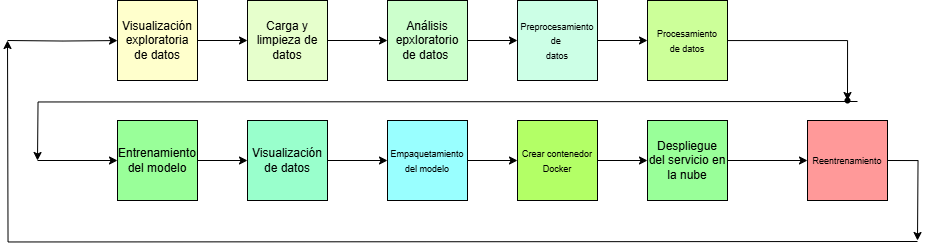 Visualización
exploratoria
de datos
Carga y
limpieza de
datos
Análisis
epxloratorio
de datos
Preprocesamiento
de
datos
Procesamiento
de datos
Entrenamiento
del modelo
Visualización
de datos
Empaquetamiento
del modelo
Crear contenedor
Docker
Despliegue
del servicio en
la nube
Reentrenamiento